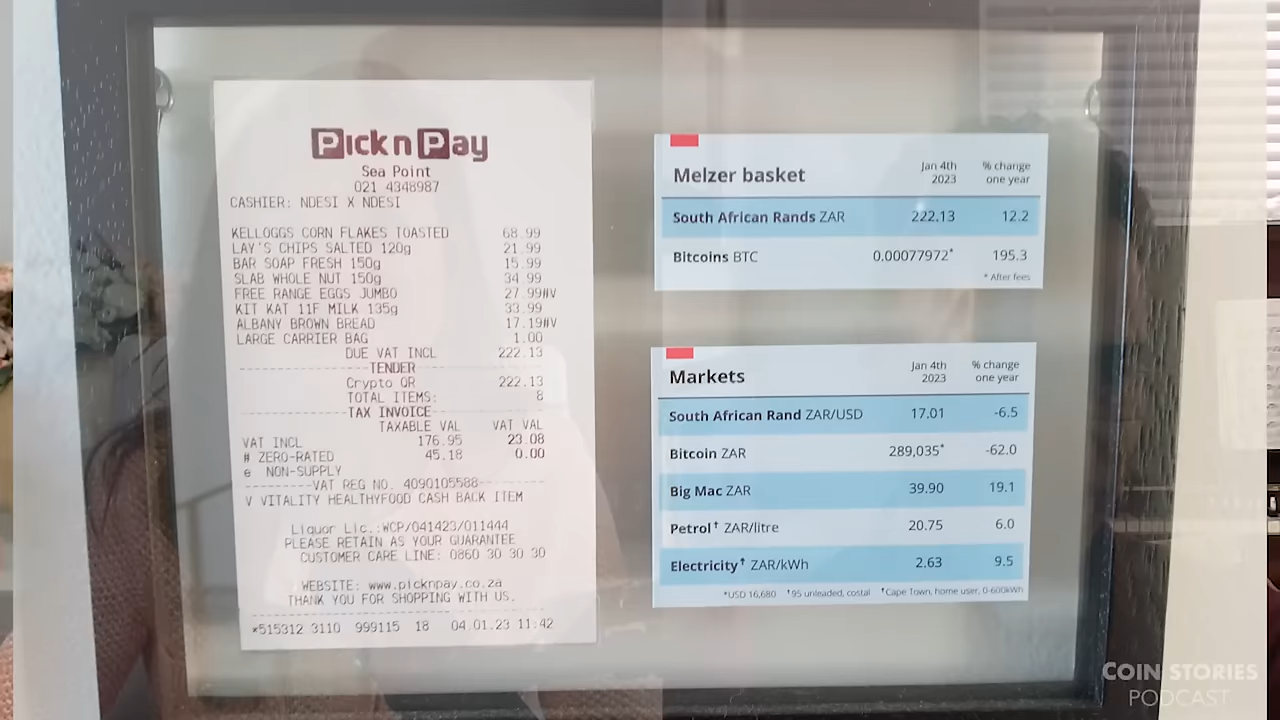 Pick n Pay
Sea Point
021 4348987
CASHIER: NDESI X NDESI
KELLOGGS CORN FLAKES TOASTED 68.99
LAY'S CHIPS SALTED 120g 21.99
BAR SOAP FRESH 150g 15.99
SLAB WHOLE NUT 150g 34.99
FREE RANGE EGGS JUMBO 27.99#V
KIT KAT 11F MILK 135g 33.99
ALBANY BROWN BREAD 17.19#V
LARGE CARRIER BAG 1.00
DUE VAT INCL 222.13
TENDER
Crypto QR 222.13
TOTAL ITEMS: 8
TAX INVOICE
TAXABLE VAL VAT VAL
VAT INCL 176.95 23.08
# ZERO-RATED 45.18 0.00
e NON-SUPPLY
VAT REG NO. 4090105588
V VITALITY HEALTHYFOOD CASH BACK ITEM
Liquor Lic.:WCP/041423/011444
PLEASE RETAIN AS YOUR GUARANTEE
CUSTOMER CARE LINE: 0860 30 30 30
WEBSITE: www.picknpay.co.za
THANK YOU FOR SHOPPING WITH US.
*515312 3110 999115 18 04.01.23 11:42
Melzer basket Jan 4th 2023 % change one year
South African Rands ZAR 222.13 12.2
Bitcoins BTC 0.00077972* 195.3
* After fees
Markets Jan 4th 2023 % change one year
South African Rand ZAR/USD 17.01 -6.5
Bitcoin ZAR 289,035* -62.0
Big Mac ZAR 39.90 19.1
Petrol† ZAR/litre 20.75 6.0
Electricity† ZAR/kWh 2.63 9.5
*USD 16,680 †95 unleaded, costal †Cape Town, home user, 0-600kWh
COIN STORIES
PODCAST